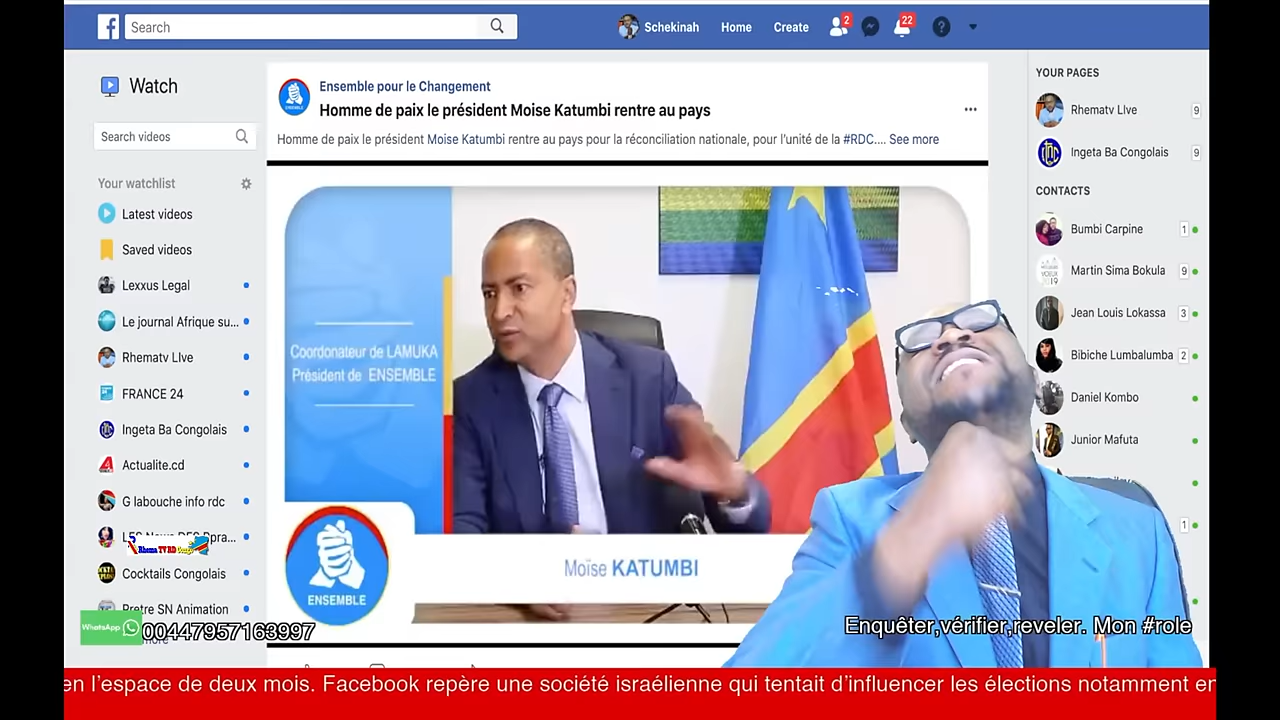 Search
Schekinah
Home
Create
2
22
Watch
Search videos
Your watchlist
Latest videos
Saved videos
Lexxus Legal
Le journal Afrique su...
Rhematv LIve
FRANCE 24
Ingeta Ba Congolais
Actualite.cd
G labouche info rdc
Rhema TV RD Congo
Cocktails Congolais
Pretre SN Animation
WhatsApp
00447957163997
Ensemble pour le Changement
Homme de paix le président Moise Katumbi rentre au pays
Homme de paix le président Moise Katumbi rentre au pays pour la réconciliation nationale, pour l'unité de la #RDC.... See more
Coordonateur de LAMUKA
Président de ENSEMBLE
ENSEMBLE
Moïse KATUMBI
YOUR PAGES
Rhematv LIve 9
Ingeta Ba Congolais 9
CONTACTS
Bumbi Carpine 1
Martin Sima Bokula 9
Jean Louis Lokassa 3
Bibiche Lumbalumba 2
Daniel Kombo
Junior Mafuta
1
Enquêter,vérifier,reveler. Mon #role
en l'espace de deux mois. Facebook repère une société israélienne qui tentait d'influencer les élections notamment en